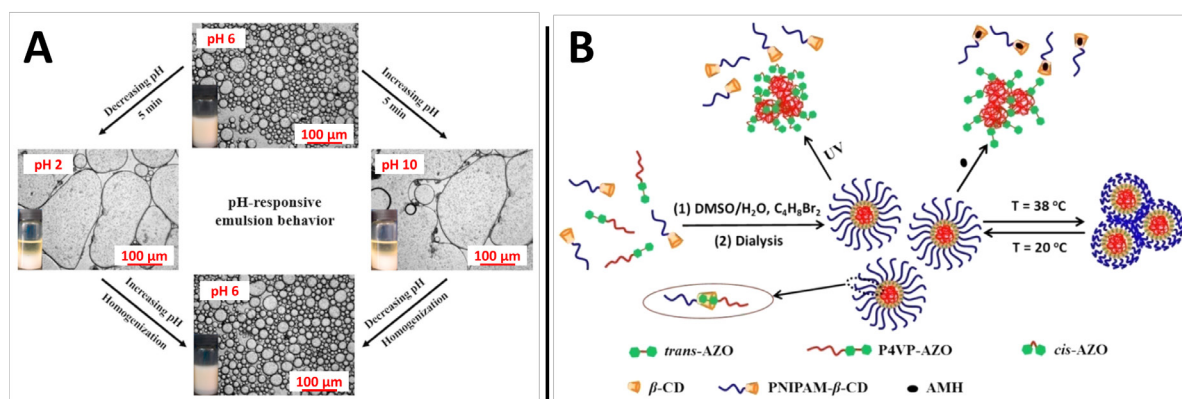 A
pH 6
Decreasing pH
5 min
Increasing pH
5 min
100 μm
pH 2
100 μm
pH-responsive
emulsion behavior
pH 10
100 μm
Increasing pH
Homogenization
pH 6
100 μm
Decreasing pH
Homogenization
B
UV
(1) DMSO/H₂O, C₄H₈Br₂
(2) Dialysis
T = 38 °C
T = 20 °C
trans-AZO
P4VP-AZO
cis-AZO
β-CD
PNIPAM-β-CD
AMH